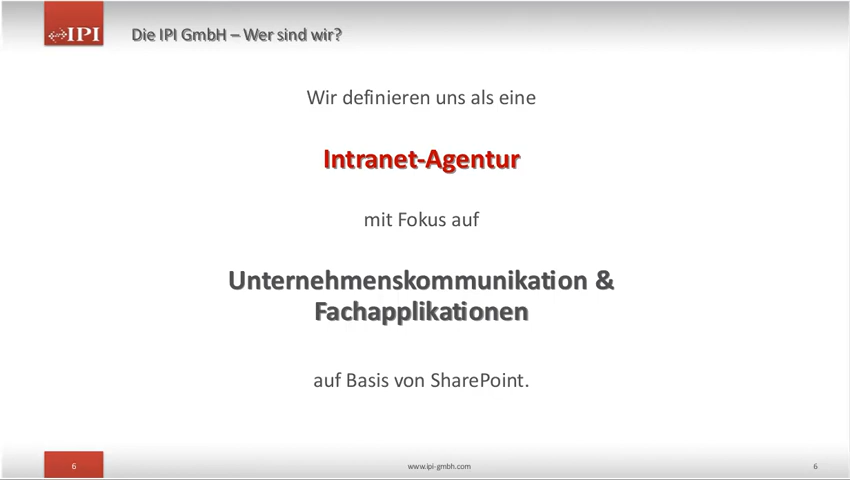 IPI
Die IPI GmbH – Wer sind wir?
Wir definieren uns als eine
Intranet-Agentur
mit Fokus auf
Unternehmenskommunikation &
Fachapplikationen
auf Basis von SharePoint.
6
www.ipi-gmbh.com
6